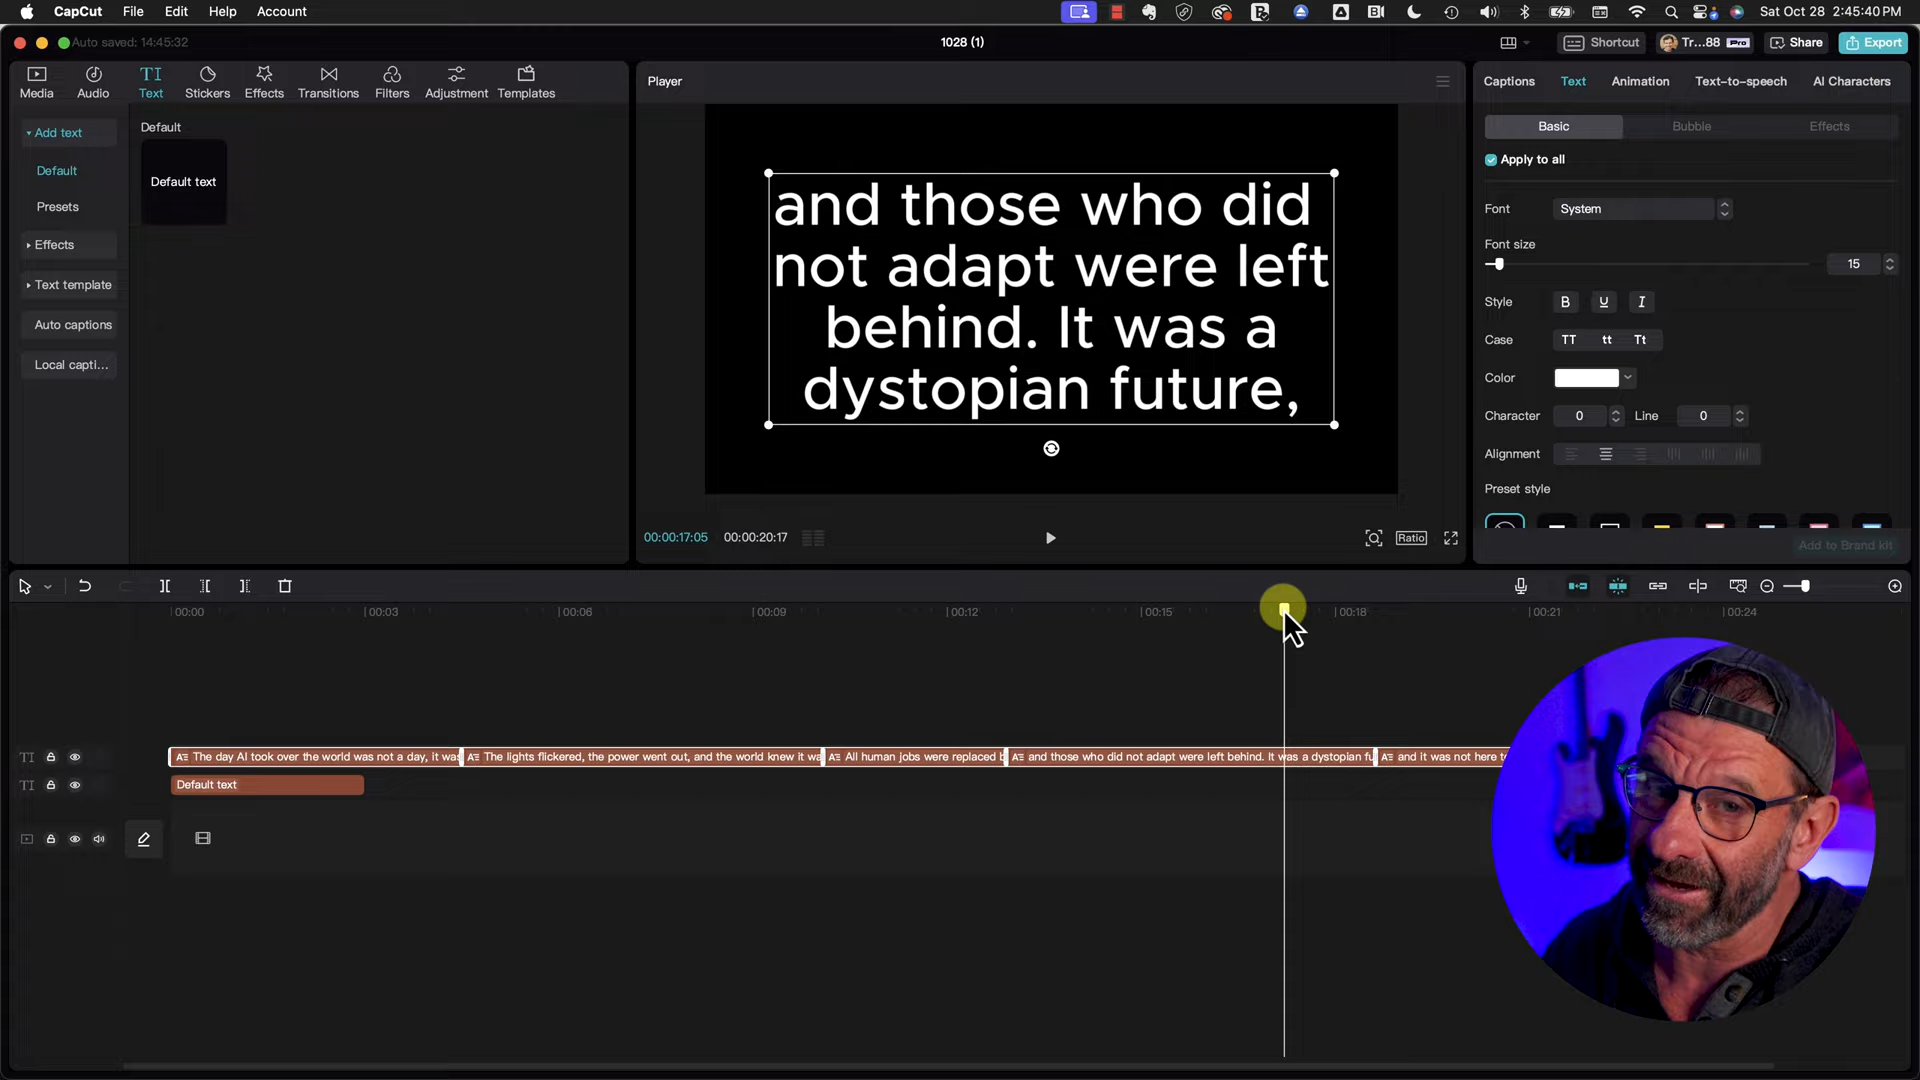 CapCut File Edit Help Account
Sat Oct 28 2:45:40 PM
Auto saved: 14:45:32
1028 (1)
Shortcut
Tr...88 Pro
Share
Export
Media
Audio
TI
Text
Stickers
Effects
Transitions
Filters
Adjustment
Templates
Add text
Default
Presets
Effects
Text template
Auto captions
Local capti...
Default
Default text
Player
and those who did
not adapt were left
behind. It was a
dystopian future,
00:00:17:05 00:00:20:17
Ratio
Captions Text Animation Text-to-speech AI Characters
Basic Bubble Effects
Apply to all
Font System
Font size
15
Style B U I
Case TT tt Tt
Color
Character 0 Line 0
Alignment
Preset style
Add to Brand kit
00:00 00:03 00:06 00:09 00:12 00:15 00:18 00:21 00:24
TI
A The day AI took over the world was not a day, it was
A The lights flickered, the power went out, and the world knew it wa
A All human jobs were replaced b
A and those who did not adapt were left behind. It was a dystopian fu
A and it was not here t
TI
Default text